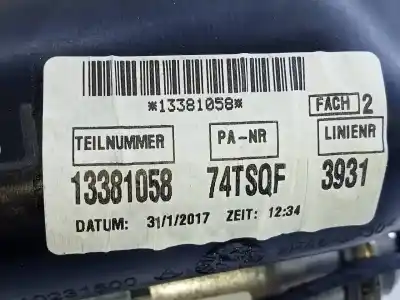 *13381058*
FACH 2
TEILNUMMER PA-NR LINIENR
13381058 74TSQF 3931
DATUM: 31/1/2017 ZEIT: 12:34